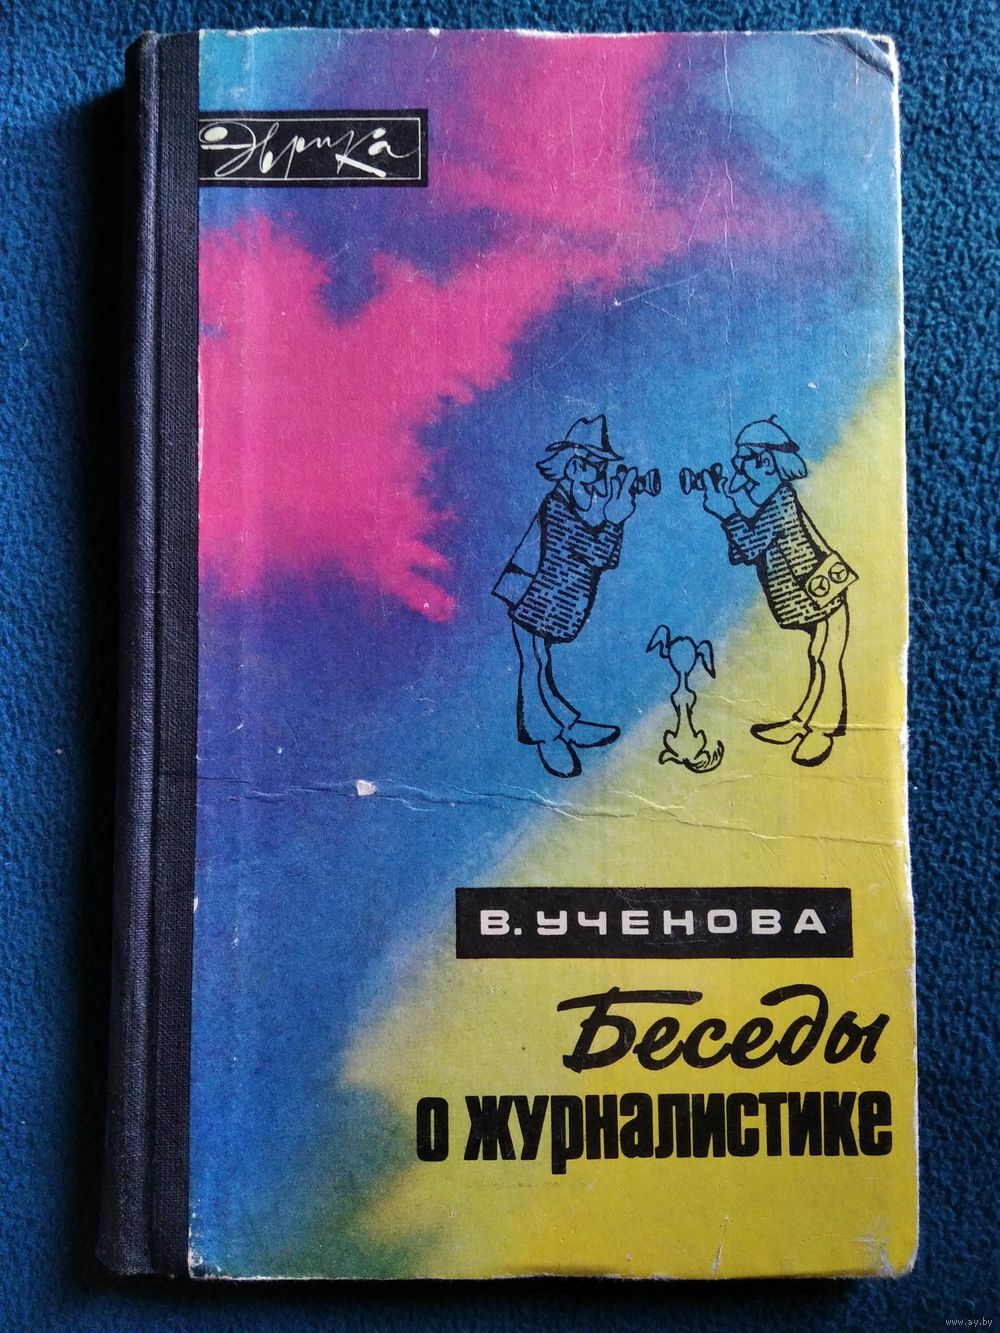 Эврика
В. УЧЕНОВА
Беседы
о журналистике
www.ay.by